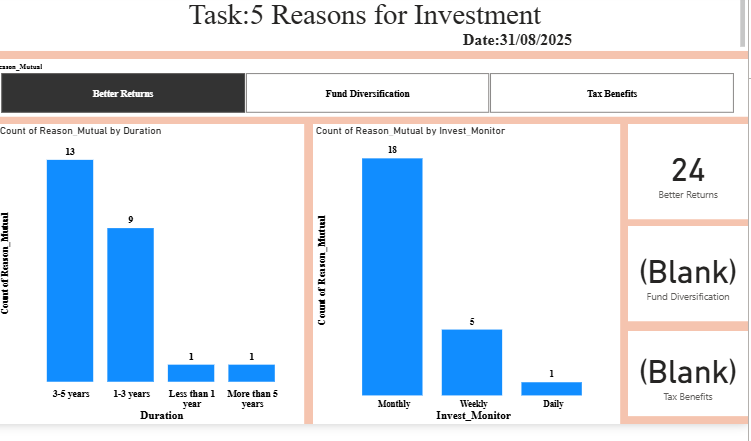 Task:5 Reasons for Investment
Date:31/08/2025
eason_Mutual
Better Returns
Fund Diversification
Tax Benefits
Count of Reason_Mutual by Duration
13
9
1
1
Count of Reason_Mutual
3-5 years
1-3 years
Less than 1
year
More than 5
years
Duration
Count of Reason_Mutual by Invest_Monitor
18
5
1
Count of Reason_Mutual
Monthly
Weekly
Daily
Invest_Monitor
24
Better Returns
(Blank)
Fund Diversification
(Blank)
Tax Benefits